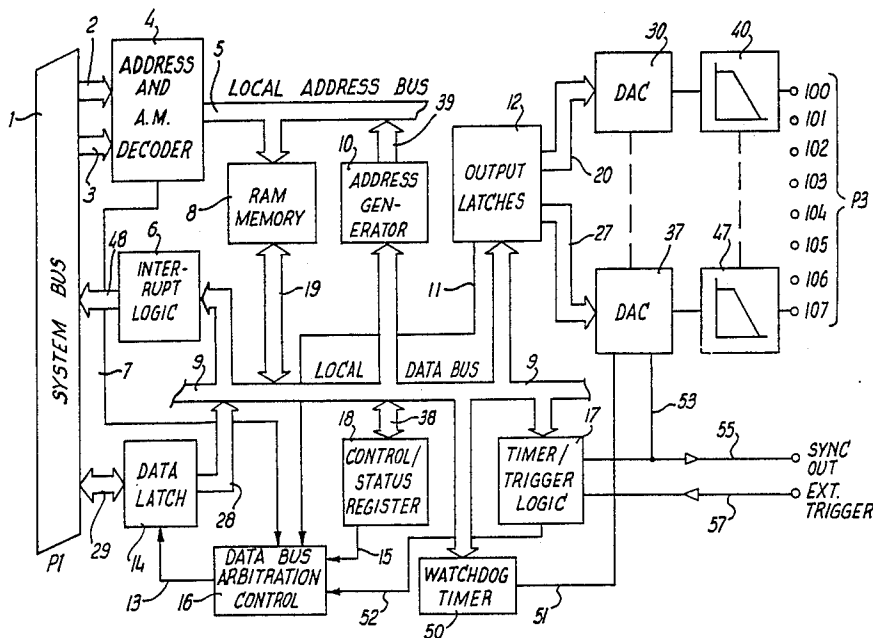 2
4
ADDRESS
AND
A.M.
DECODER
1
3
5
LOCAL ADDRESS BUS
39
8
RAM
MEMORY
10
ADDRESS
GEN-
ERATOR
12
OUTPUT
LATCHES
20
27
11
30
DAC
40
37
DAC
47
100
101
102
103
104
105
106
107
P3
48
6
INTER-
RUPT
LOGIC
19
SYSTEM BUS
7
9
LOCAL DATA BUS
9
53
18
38
CONTROL/
STATUS
REGISTER
17
TIMER/
TRIGGER
LOGIC
55
SYNC
OUT
EXT.
TRIGGER
57
DATA
LATCH
28
29
14
P1
13
DATA BUS
ARBITRATION
CONTROL
16
15
52
WATCHDOG
TIMER
50
51